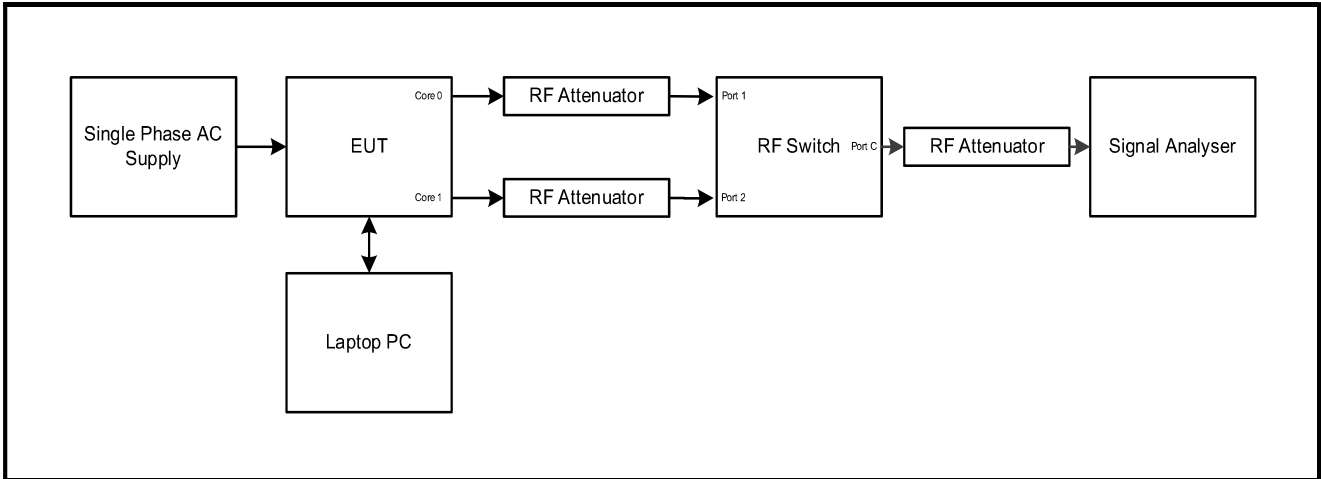 Single Phase AC
Supply
EUT
Core 0
Core 1
RF Attenuator
RF Attenuator
Port 1
RF Switch
Port C
Port 2
RF Attenuator
Signal Analyser
Laptop PC